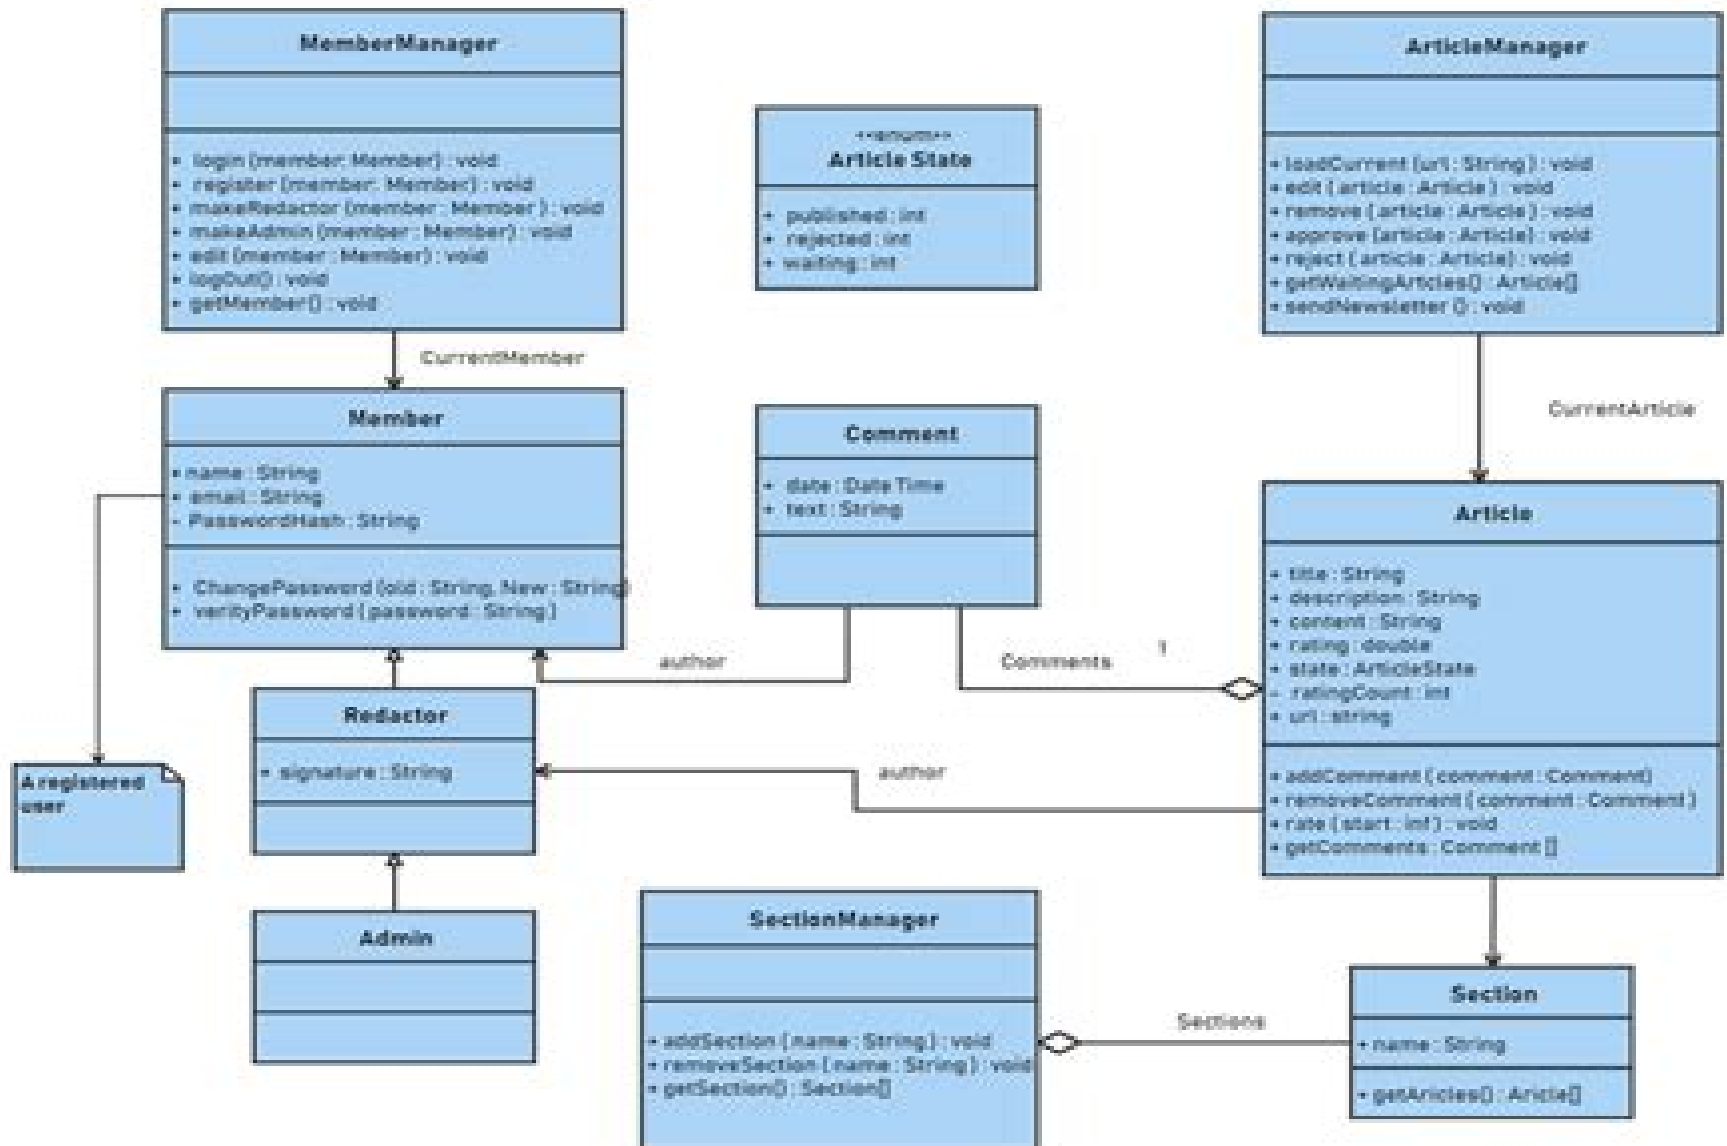 MemberManager
• login (member: Member) : void
• register (member: Member) : void
• makeRedactor (member : Member ) : void
• makeAdmin (member : Member) : void
• edit (member : Member) : void
• logOut() : void
• getMember() : void
CurrentMember
Member
• name : String
• email : String
- PasswordHash : String
• ChangePassword (old : String, New : String)
• verityPassword ( password : String )
A registered
user
Redactor
• signature : String
Admin
<<enum>>
Article State
• published : int
• rejected : int
• waiting : int
Comment
• date : Date Time
• text : String
author
Comments
1
author
SectionManager
• addSection ( name : String ) : void
• removeSection ( name : String ) : void
• getSection() : Section[]
Sections
ArticleManager
• loadCurrent (url : String ) : void
• edit ( article : Article ) : void
• remove ( article : Article ) : void
• approve (article : Article) : void
• reject ( article : Article) : void
• getWaitingArtcles() : Article[]
• sendNewsletter () : void
CurrentArticle
Article
• title : String
• description : String
• content : String
• rating : double
• state : ArticleState
- ratingCount : int
• url : string
• addComment ( comment : Comment)
• removeComment ( comment : Comment )
• rate ( start : int ) : void
• getComments : Comment []
Section
• name : String
• getAricles() : Aricle[]